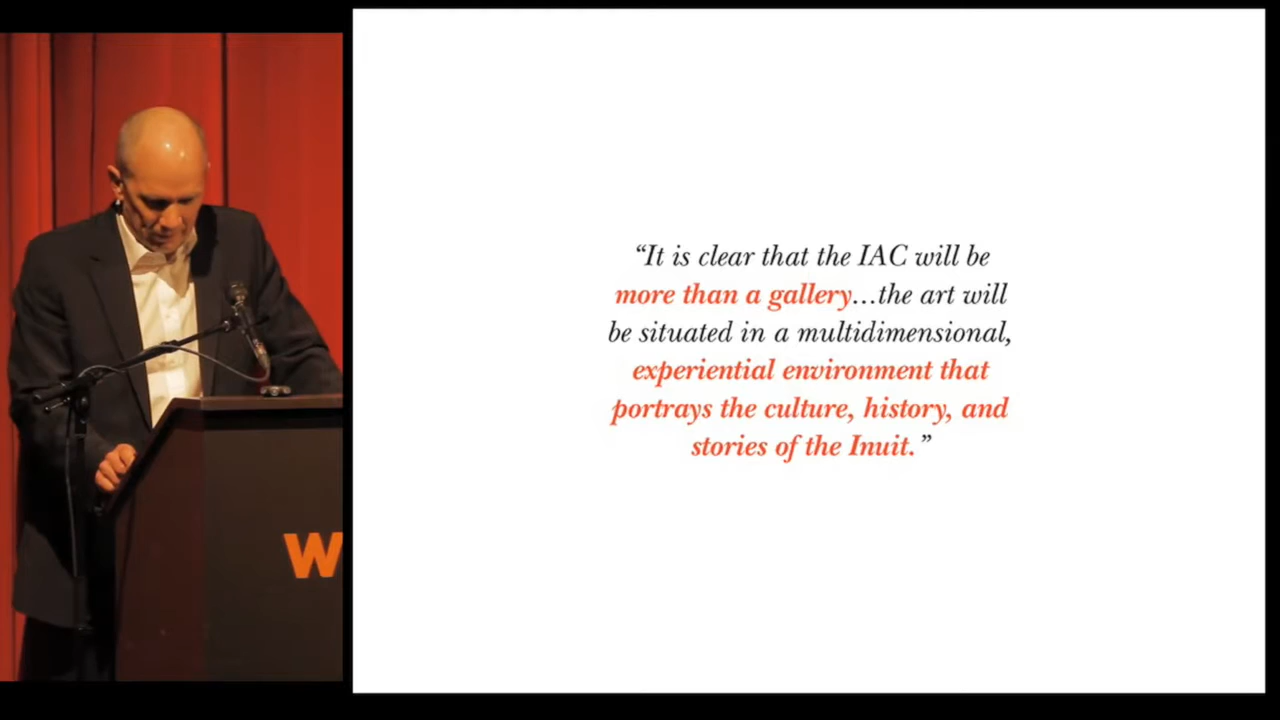 “It is clear that the IAC will be
more than a gallery…the art will
be situated in a multidimensional,
experiential environment that
portrays the culture, history, and
stories of the Inuit.”
W